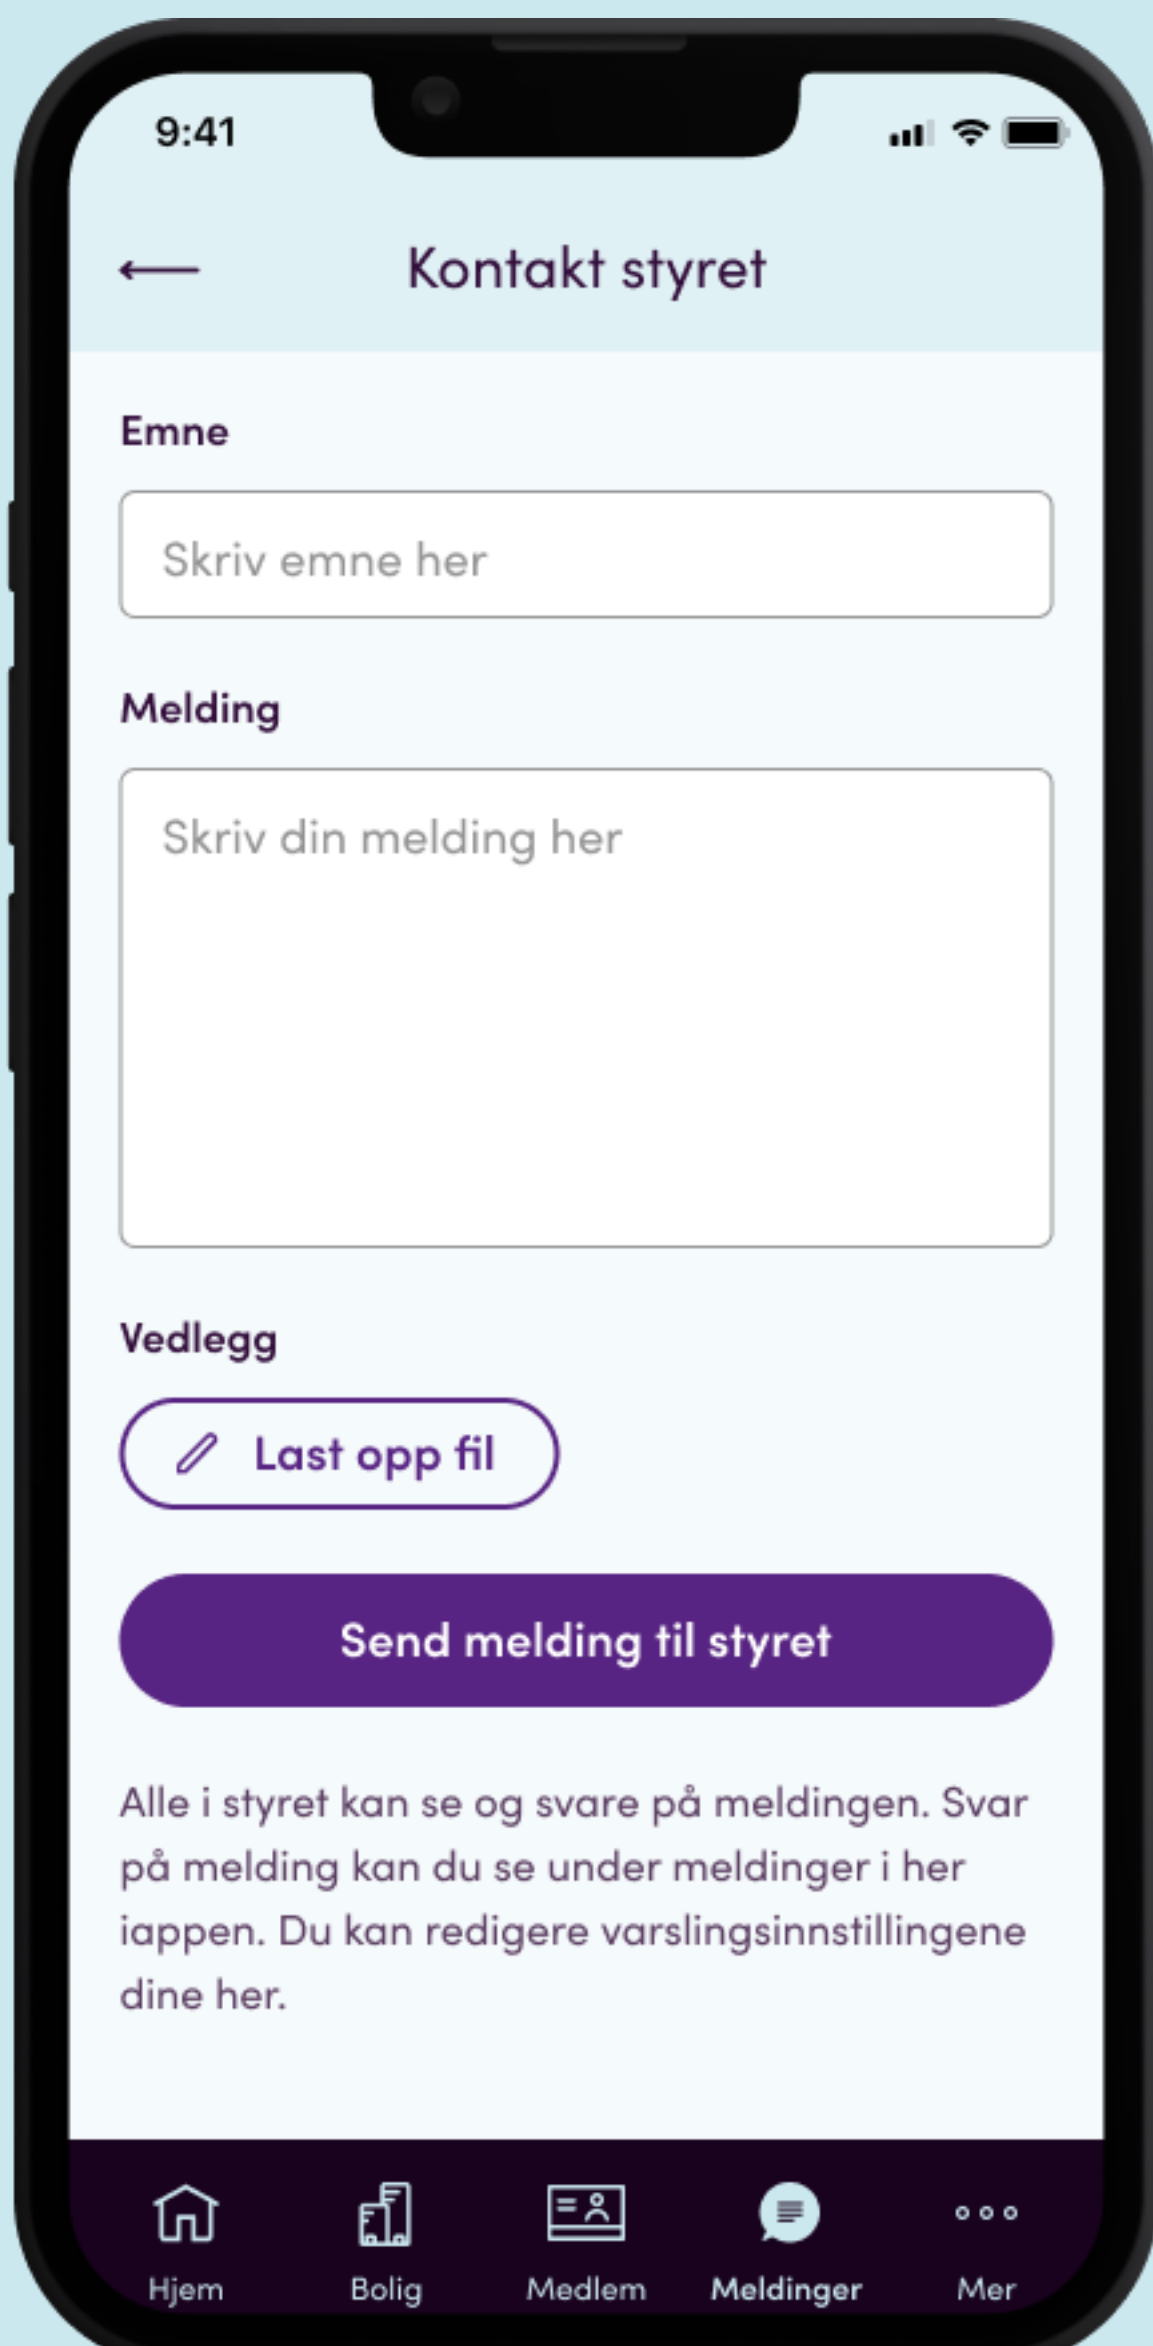 9:41
Kontakt styret
Emne
Skriv emne her
Melding
Skriv din melding her
Vedlegg
Last opp fil
Send melding til styret
Alle i styret kan se og svare på meldingen. Svar
på melding kan du se under meldinger i her
iappen. Du kan redigere varslingsinnstillingene
dine her.
Hjem
Bolig
Medlem
Meldinger
Mer